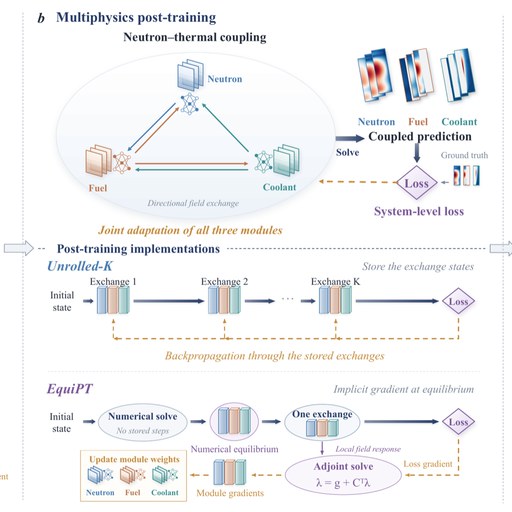 b Multiphysics post-training
Neutron–thermal coupling
Neutron
Fuel
Coolant
Directional field exchange
Joint adaptation of all three modules
Solve
Neutron Fuel Coolant
Coupled prediction
Ground truth
Loss
System-level loss
Post-training implementations
Unrolled-K
Store the exchange states
Exchange 1
Exchange 2
Exchange K
Initial
state
...
Loss
Backpropagation through the stored exchanges
EquiPT
Implicit gradient at equilibrium
Initial
state
Numerical solve
No stored steps
Numerical equilibrium
One exchange
Loss
Local field response
Update module weights
Neutron Fuel Coolant
Module gradients
Adjoint solve
λ = g + Cᵀλ
Loss gradient
ent